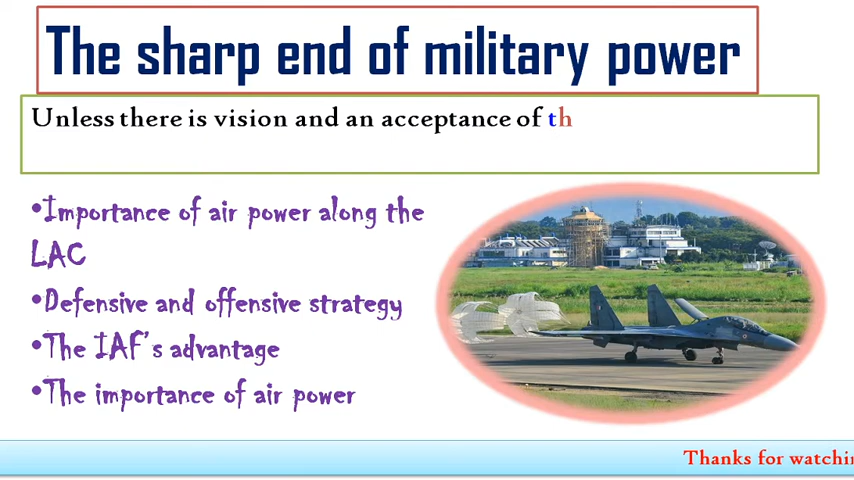 The sharp end of military power
Unless there is vision and an acceptance of th
•Importance of air power along the
LAC
•Defensive and offensive strategy
•The IAF's advantage
•The importance of air power
Thanks for watchin